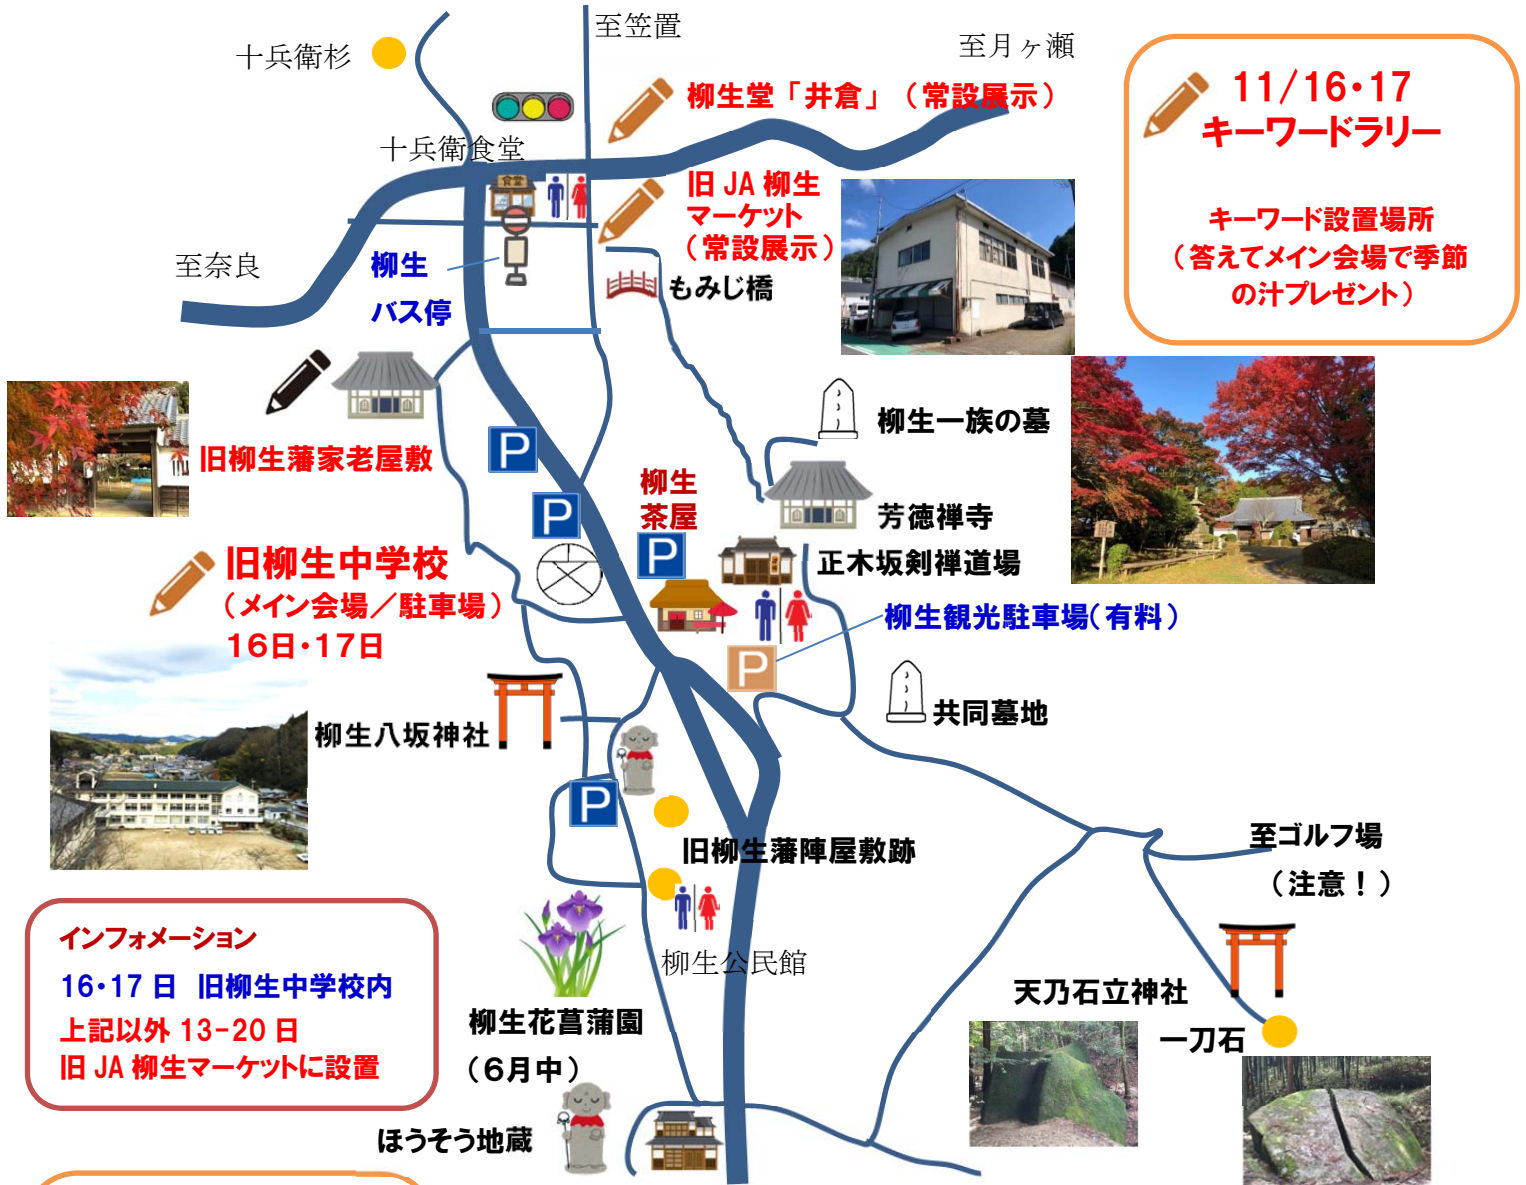 至笠置
十兵衛杉
至月ヶ瀬
柳生堂「井倉」（常設展示）
11/16・17
キーワードラリー
キーワード設置場所
（答えてメイン会場で季節
の汁プレゼント）
十兵衛食堂
食堂
旧 JA 柳生
マーケット
（常設展示）
至奈良
柳生
バス停
もみじ橋
旧柳生藩家老屋敷
P
P
柳生
茶屋
P
柳生一族の墓
芳徳禅寺
正木坂剣禅道場
旧柳生中学校
（メイン会場／駐車場）
16日・17日
柳生観光駐車場(有料)
P
共同墓地
柳生八坂神社
P
旧柳生藩陣屋敷跡
至ゴルフ場
（注意！）
インフォメーション
16・17 日 旧柳生中学校内
上記以外 13-20 日
旧 JA 柳生マーケットに設置
柳生公民館
柳生花菖蒲園
（6月中）
天乃石立神社
一刀石
ほうそう地蔵